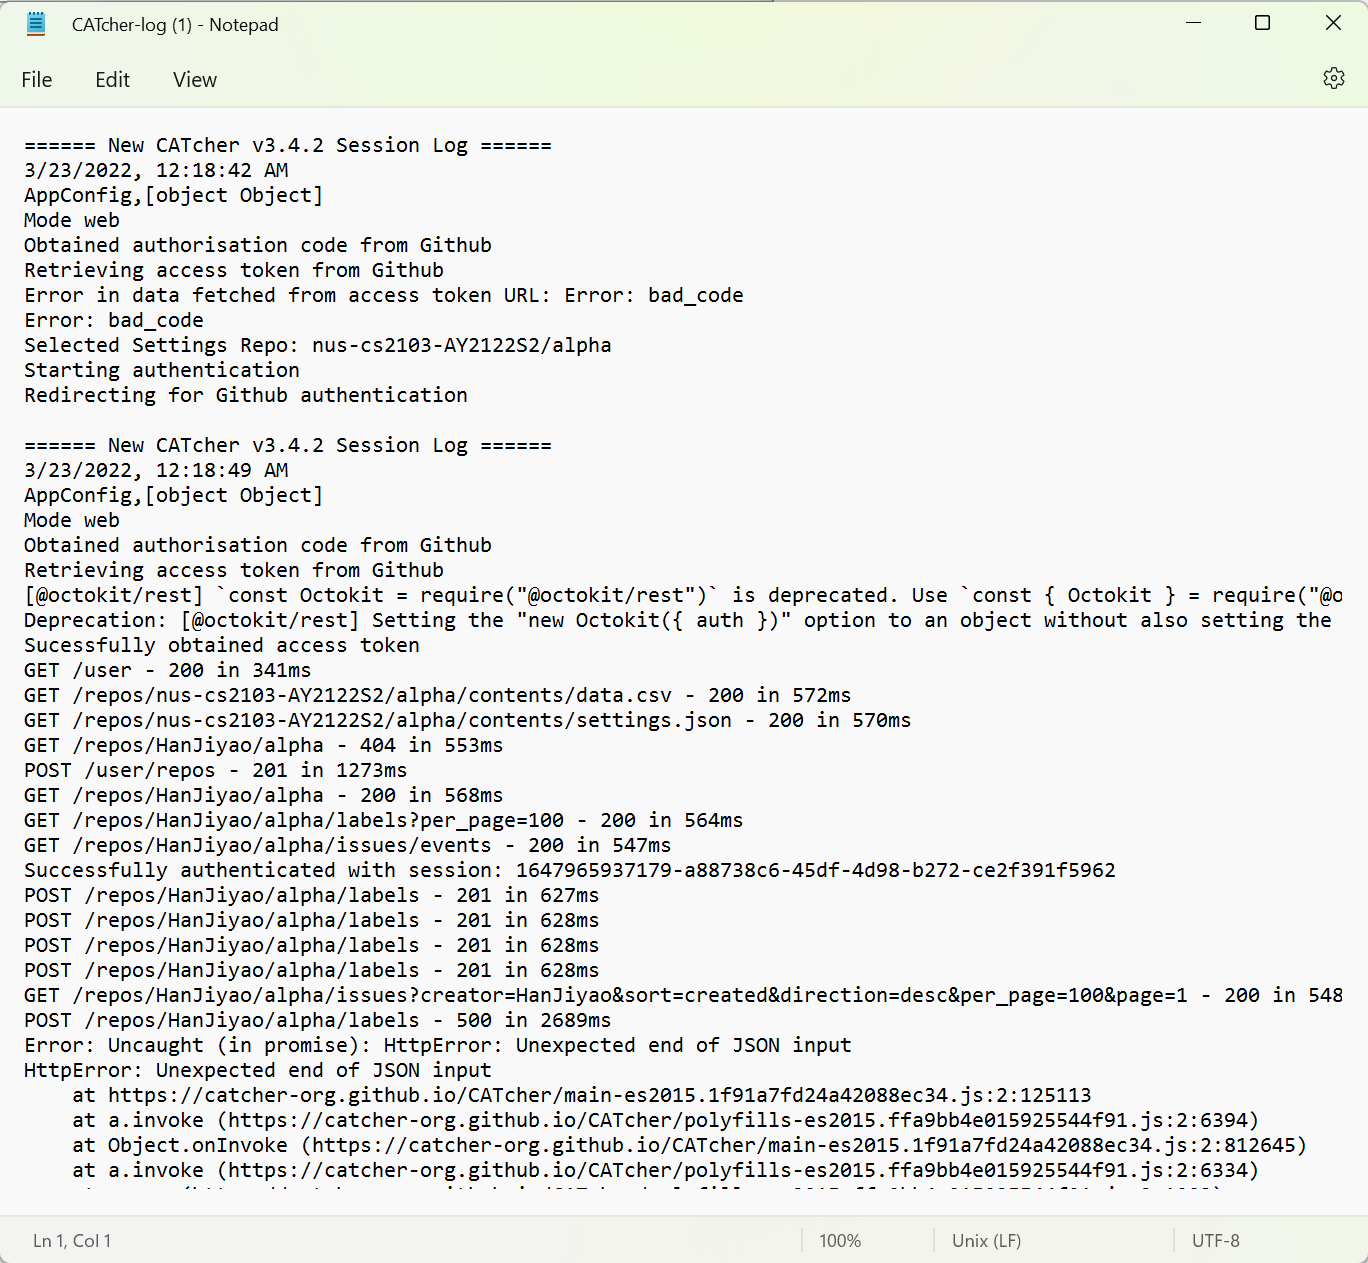 CATcher-log (1) - Notepad
File Edit View
====== New CATcher v3.4.2 Session Log ======
3/23/2022, 12:18:42 AM
AppConfig,[object Object]
Mode web
Obtained authorisation code from Github
Retrieving access token from Github
Error in data fetched from access token URL: Error: bad_code
Error: bad_code
Selected Settings Repo: nus-cs2103-AY2122S2/alpha
Starting authentication
Redirecting for Github authentication
====== New CATcher v3.4.2 Session Log ======
3/23/2022, 12:18:49 AM
AppConfig,[object Object]
Mode web
Obtained authorisation code from Github
Retrieving access token from Github
[@octokit/rest] `const Octokit = require("@octokit/rest")` is deprecated. Use `const { Octokit } = require("@o
Deprecation: [@octokit/rest] Setting the "new Octokit({ auth })" option to an object without also setting the
Sucessfully obtained access token
GET /user - 200 in 341ms
GET /repos/nus-cs2103-AY2122S2/alpha/contents/data.csv - 200 in 572ms
GET /repos/nus-cs2103-AY2122S2/alpha/contents/settings.json - 200 in 570ms
GET /repos/HanJiyao/alpha - 404 in 553ms
POST /user/repos - 201 in 1273ms
GET /repos/HanJiyao/alpha - 200 in 568ms
GET /repos/HanJiyao/alpha/labels?per_page=100 - 200 in 564ms
GET /repos/HanJiyao/alpha/issues/events - 200 in 547ms
Successfully authenticated with session: 1647965937179-a88738c6-45df-4d98-b272-ce2f391f5962
POST /repos/HanJiyao/alpha/labels - 201 in 627ms
POST /repos/HanJiyao/alpha/labels - 201 in 628ms
POST /repos/HanJiyao/alpha/labels - 201 in 628ms
POST /repos/HanJiyao/alpha/labels - 201 in 628ms
GET /repos/HanJiyao/alpha/issues?creator=HanJiyao&sort=created&direction=desc&per_page=100&page=1 - 200 in 548
POST /repos/HanJiyao/alpha/labels - 500 in 2689ms
Error: Uncaught (in promise): HttpError: Unexpected end of JSON input
HttpError: Unexpected end of JSON input
at https://catcher-org.github.io/CATcher/main-es2015.1f91a7fd24a42088ec34.js:2:125113
at a.invoke (https://catcher-org.github.io/CATcher/polyfills-es2015.ffa9bb4e015925544f91.js:2:6394)
at Object.onInvoke (https://catcher-org.github.io/CATcher/main-es2015.1f91a7fd24a42088ec34.js:2:812645)
at a.invoke (https://catcher-org.github.io/CATcher/polyfills-es2015.ffa9bb4e015925544f91.js:2:6334)
Ln 1, Col 1 100% Unix (LF) UTF-8